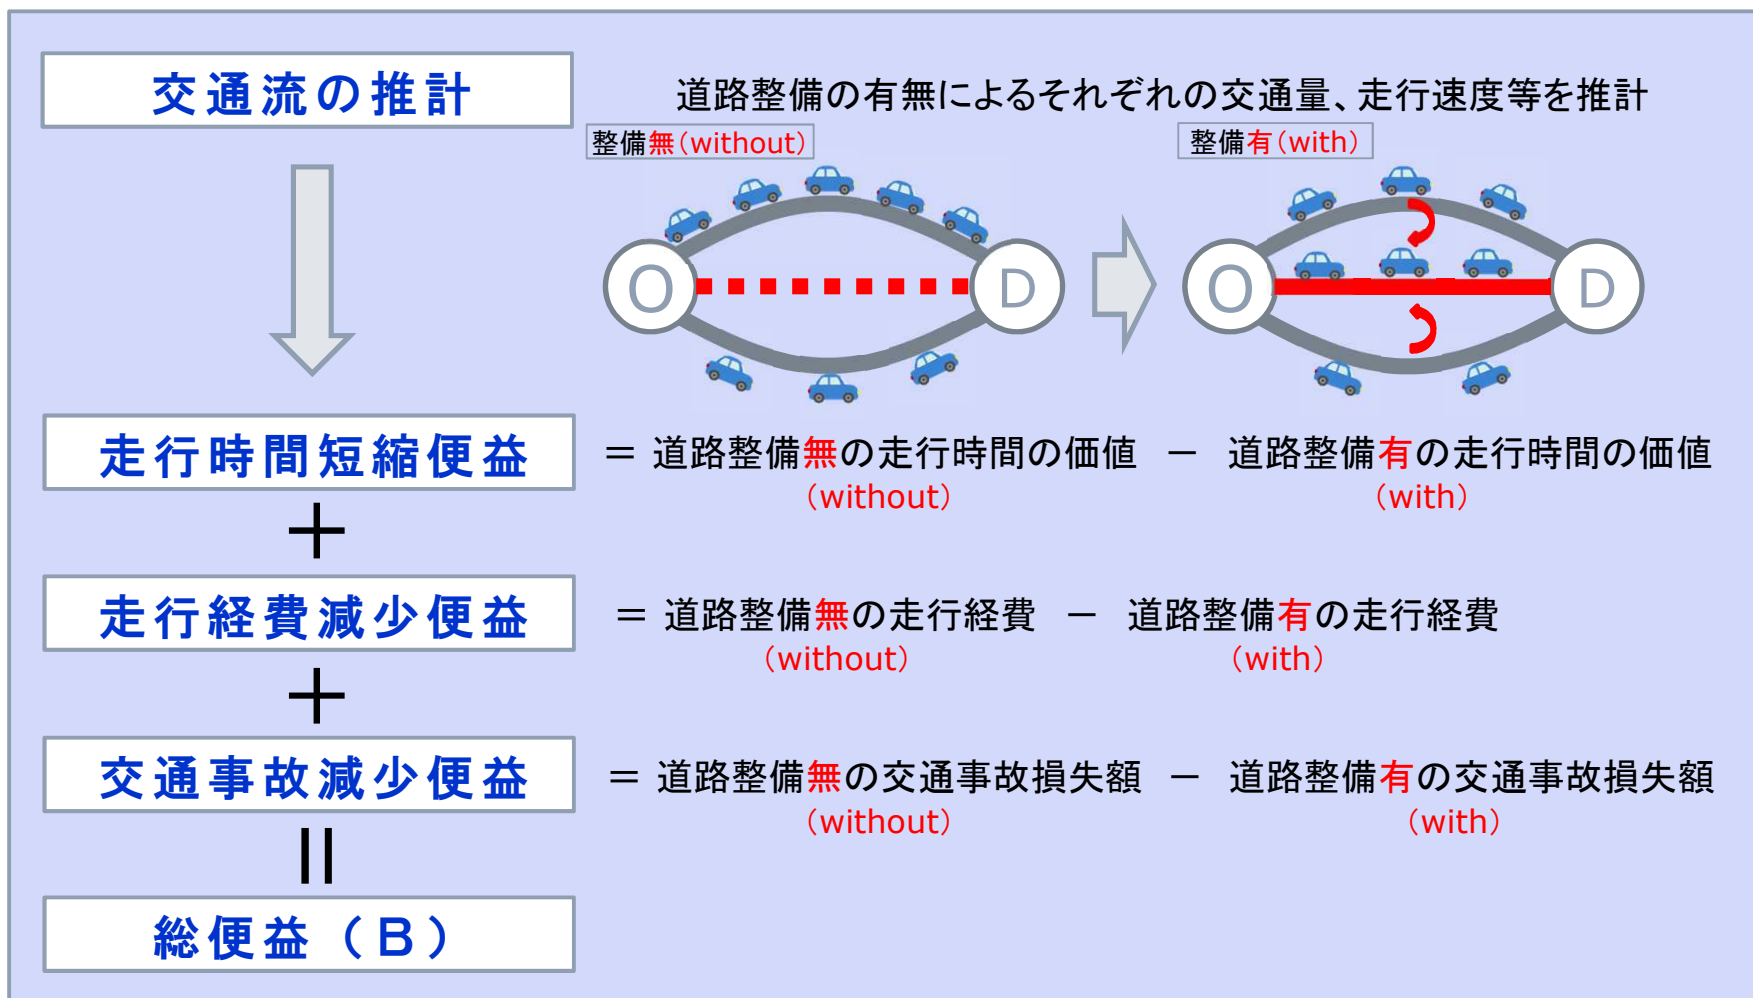 交通流の推計
道路整備の有無によるそれぞれの交通量、走行速度等を推計
整備無(without)
整備有(with)
O
D
O
D
走行時間短縮便益
= 道路整備無の走行時間の価値 － 道路整備有の走行時間の価値
(without)
(with)
＋
走行経費減少便益
= 道路整備無の走行経費 － 道路整備有の走行経費
(without)
(with)
＋
交通事故減少便益
= 道路整備無の交通事故損失額 － 道路整備有の交通事故損失額
(without)
(with)
=
総便益（B）